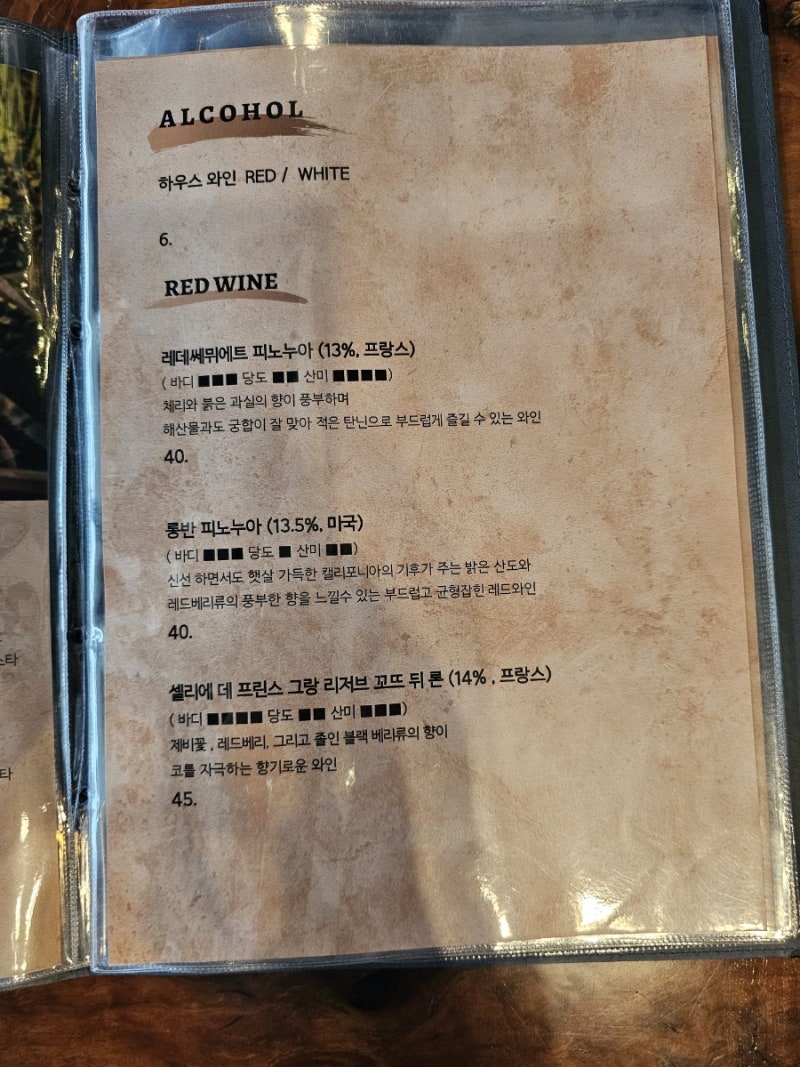 ALCOHOL
하우스 와인 RED / WHITE
6.
RED WINE
레데쎄뮈에트 피노누아 (13%, 프랑스)
( 바디 ■■■ 당도 ■■ 산미 ■■■■)
체리와 붉은 과실의 향이 풍부하며
해산물과도 궁합이 잘 맞아 적은 탄닌으로 부드럽게 즐길 수 있는 와인
40.
롱반 피노누아 (13.5%, 미국)
( 바디 ■■■ 당도 ■ 산미 ■■)
신선 하면서도 햇살 가득한 캘리포니아의 기후가 주는 밝은 산도와
레드베리류의 풍부한 향을 느낄수 있는 부드럽고 균형잡힌 레드와인
40.
셀리에 데 프린스 그랑 리저브 꼬뜨 뒤 론 (14% , 프랑스)
( 바디 ■■■■ 당도 ■■ 산미 ■■■)
제비꽃 , 레드베리, 그리고 졸인 블랙 베리류의 향이
코를 자극하는 향기로운 와인
45.